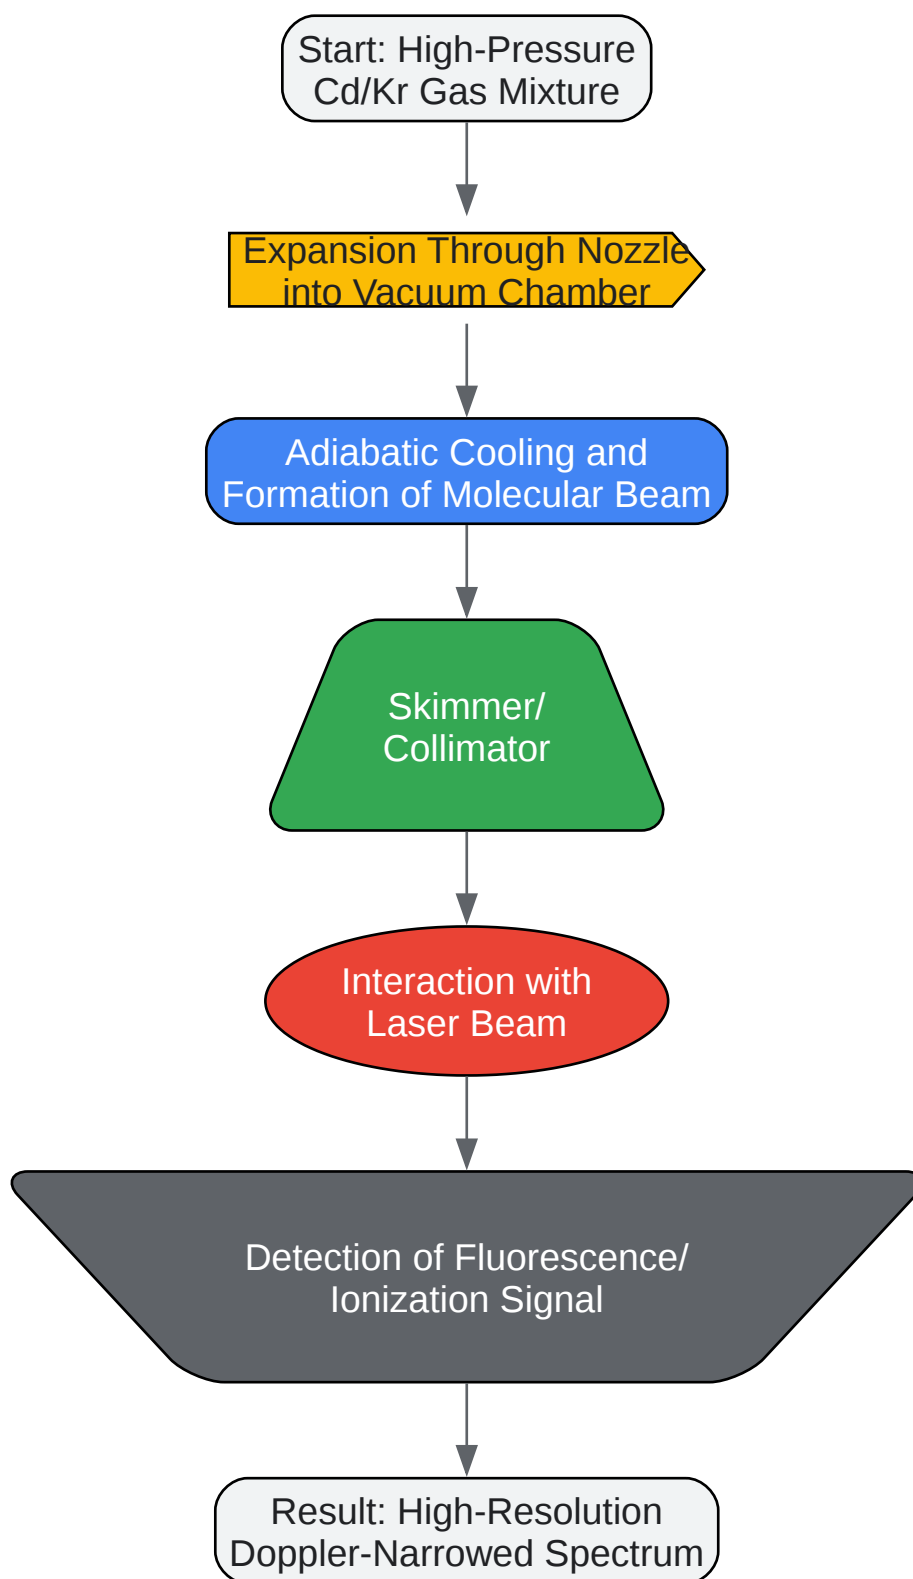 Start: High-Pressure
Cd/Kr Gas Mixture
Expansion Through Nozzle
into Vacuum Chamber
Adiabatic Cooling and
Formation of Molecular Beam
Skimmer/
Collimator
Interaction with
Laser Beam
Detection of Fluorescence/
Ionization Signal
Result: High-Resolution
Doppler-Narrowed Spectrum